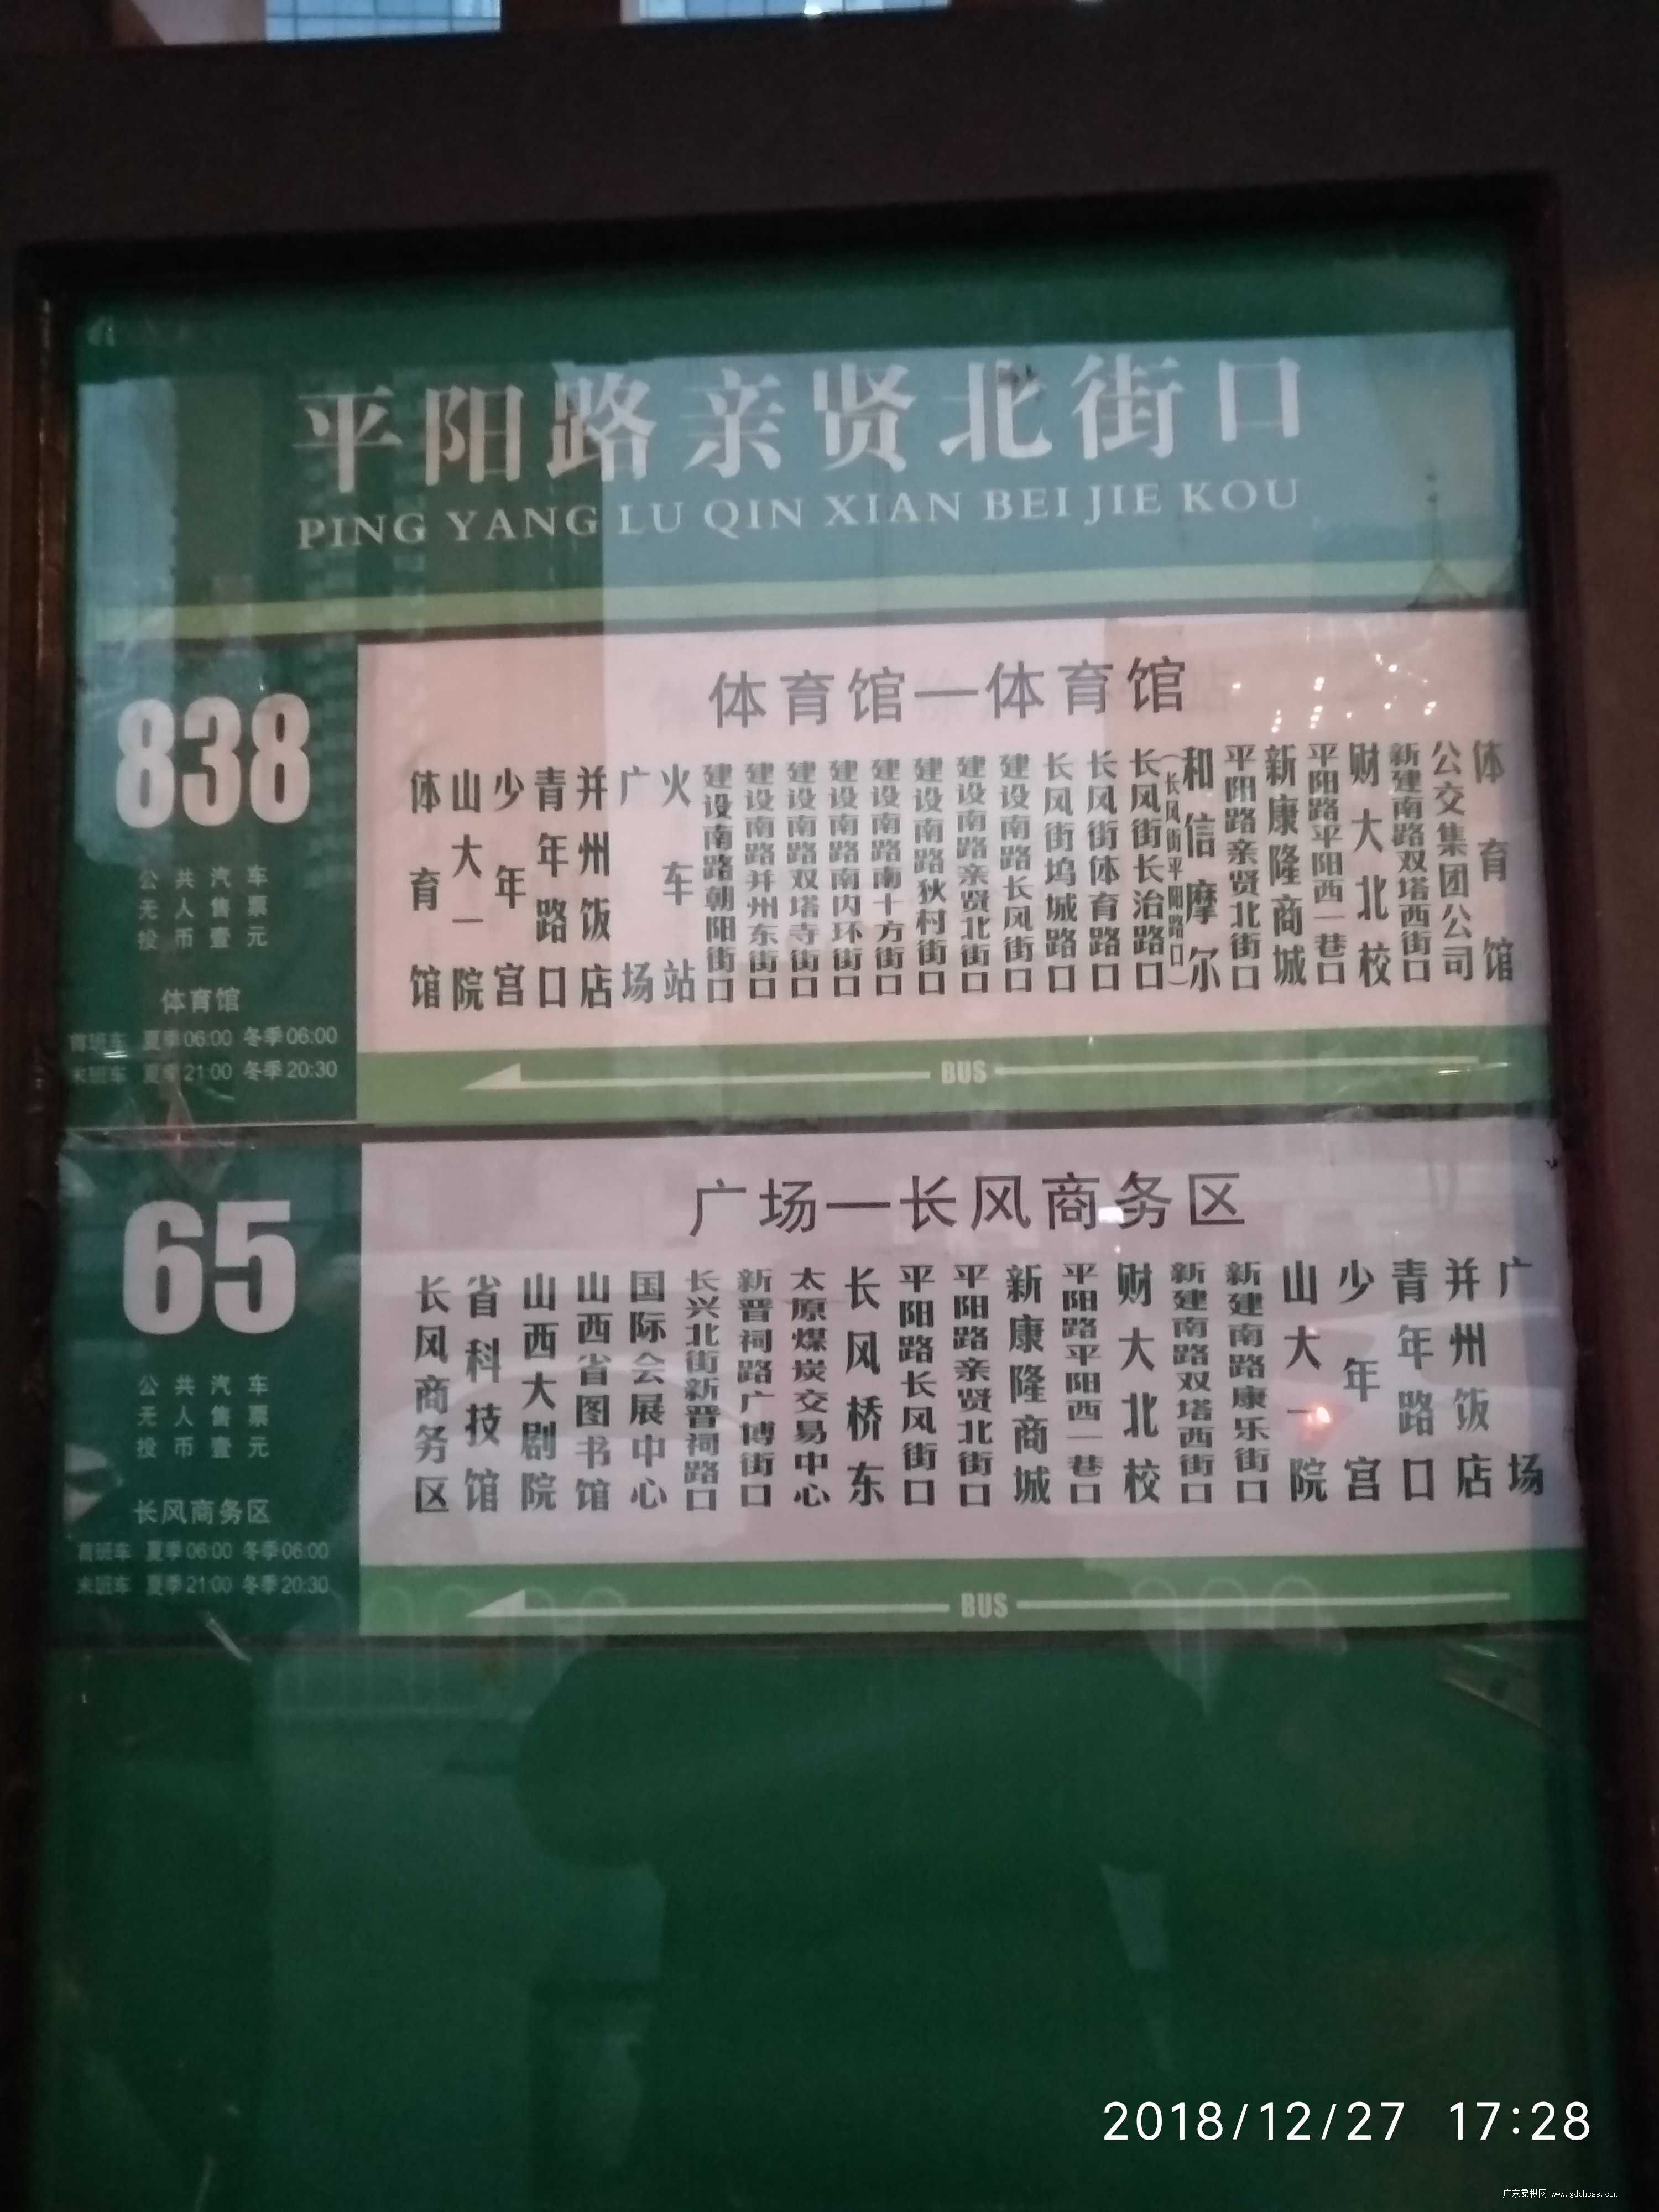 平阳路亲贤北街口
PING YANG LU QIN XIAN BEI JIE KOU
838
公共汽车
无人售票
投币壹元
体育馆
首班车 夏季06:00 冬季06:00
末班车 夏季21:00 冬季20:30
体育馆—体育馆
体育馆
山大一院
少年宫
青年路口
并州饭店
广场
火车站
建设南路朝阳街口
建设南路并州东街口
建设南路双塔寺街口
建设南路南内环街口
建设南路南十方街口
建设南路狄村街口
建设南路亲贤北街口
建设南路长风街口
长风街坞城路口
长风街体育路口
长风街长治路口
(长风街平阳路口)
和信摩尔
平阳路亲贤北街口
新康隆商城
平阳路平阳西一巷口
财大北校
新建南路双塔西街口
公交集团公司
体育馆
BUS
65
公共汽车
无人售票
投币壹元
长风商务区
首班车 夏季06:00 冬季06:00
末班车 夏季21:00 冬季20:30
广场—长风商务区
长风商务区
省科技馆
山西大剧院
山西省图书馆
国际会展中心
长兴北街新晋祠路口
新晋祠路广博街口
太原煤炭交易中心
长风桥东
平阳路长风街口
平阳路亲贤北街口
新康隆商城
平阳路平阳西一巷口
财大北校
新建南路双塔西街口
新建南路康乐街口
山大一院
少年宫
青年路口
并州饭店
广场
BUS
2018/12/27 17:28
广东象棋网 www.gdchess.com